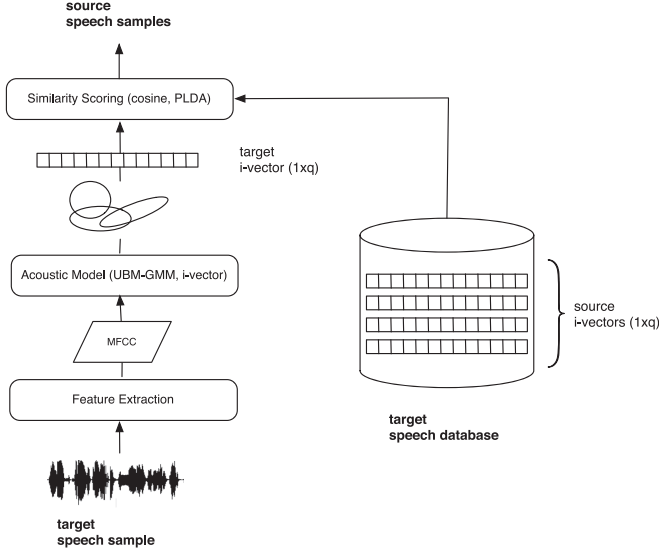 source
speech samples
Similarity Scoring (cosine, PLDA)
target
i-vector (1xq)
Acoustic Model (UBM-GMM, i-vector)
MFCC
Feature Extraction
target
speech sample
source
i-vectors (1xq)
target
speech database